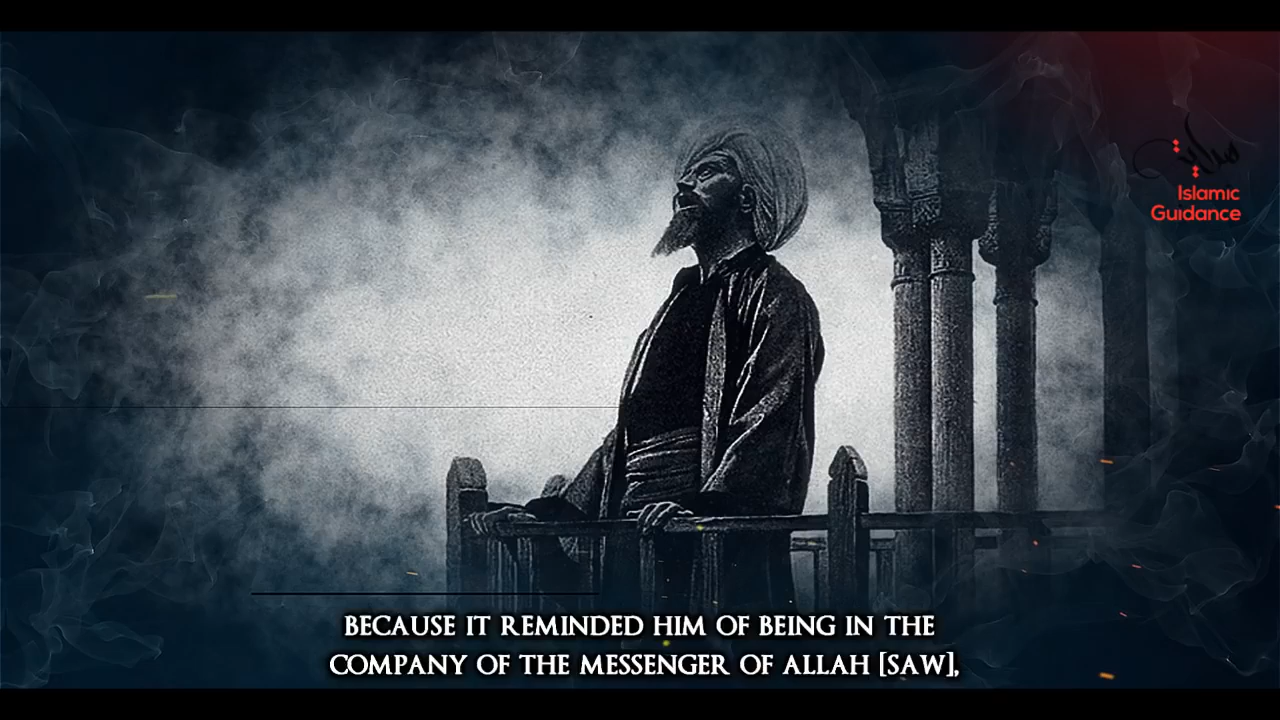 Islamic
Guidance
BECAUSE IT REMINDED HIM OF BEING IN THE
COMPANY OF THE MESSENGER OF ALLAH [SAW],